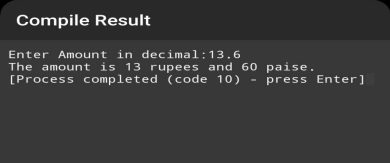 Compile Result
Enter Amount in decimal:13.6
The amount is 13 rupees and 60 paise.
[Process completed (code 10) - press Enter]